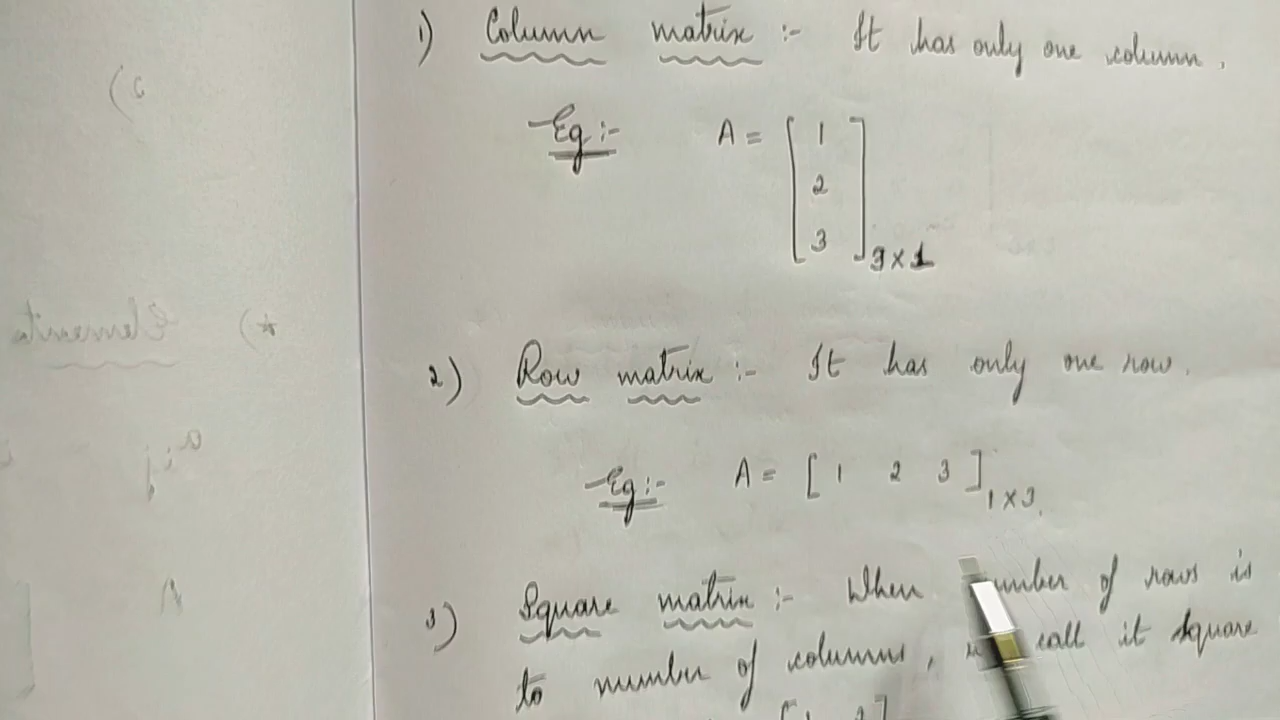 1) Column matrix :- It has only one column.
Eg :- A = [ 1
2
3 ] 3 x 1
2) Row matrix :- It has only one row.
Eg :- A = [ 1 2 3 ] 1 x 3
3) Square matrix :- When number of rows is
to number of columns, call it square